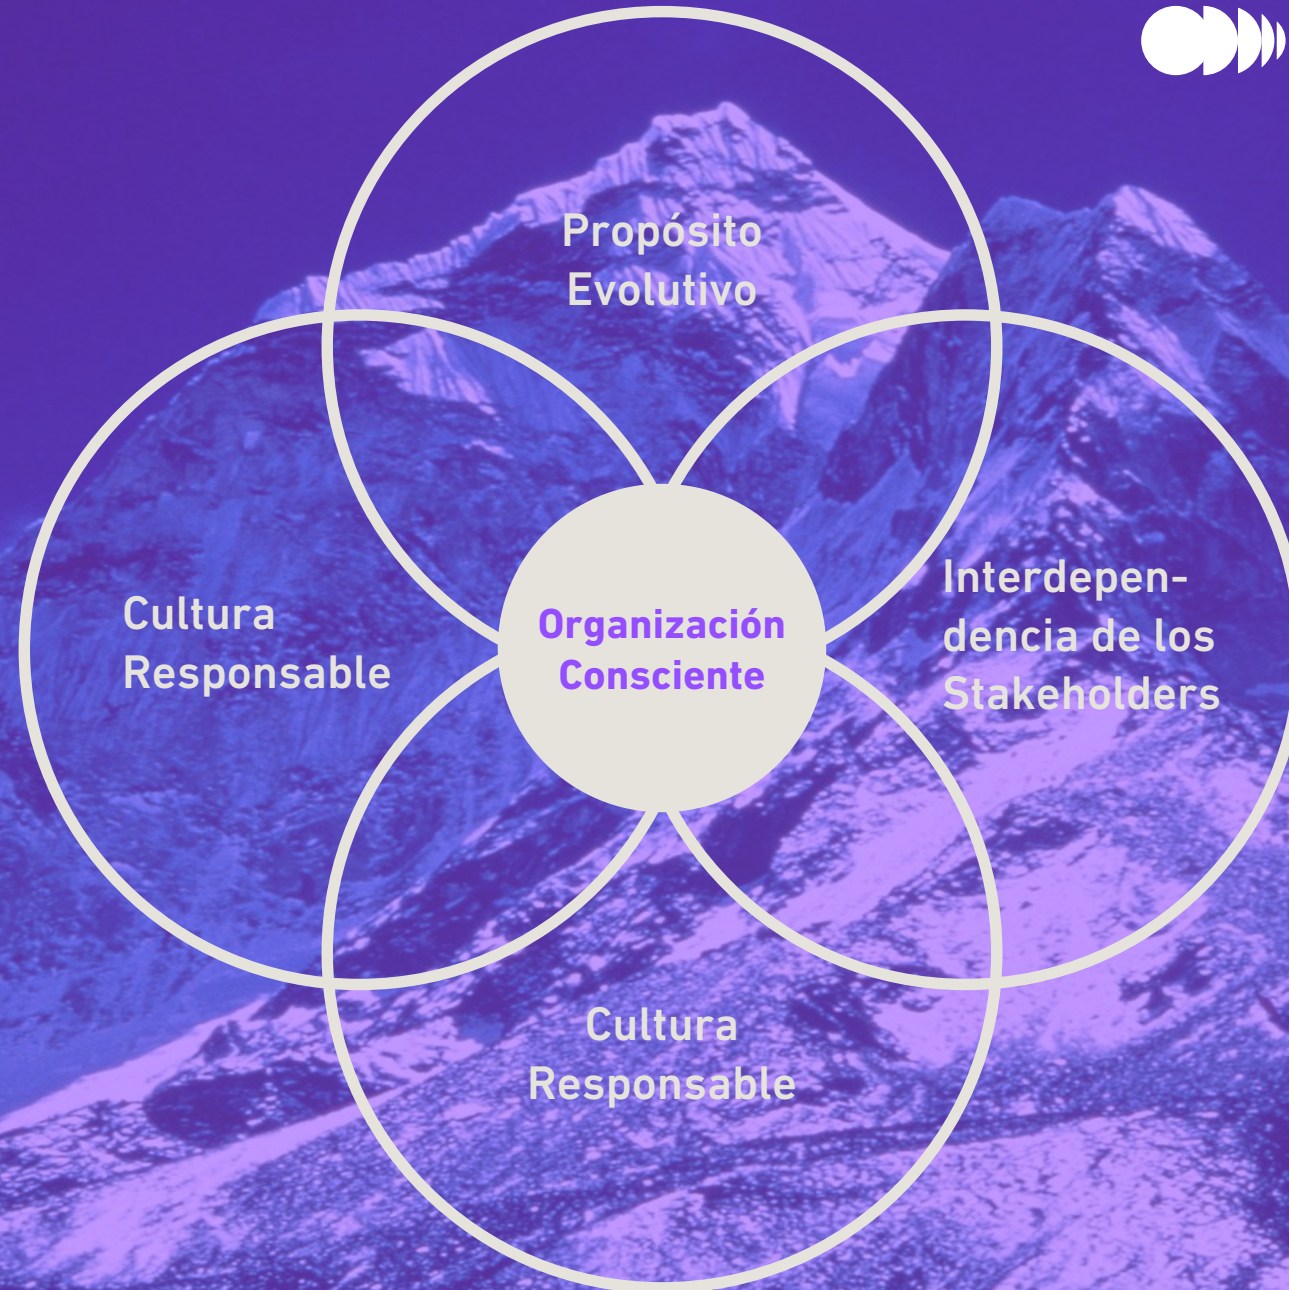 Propósito
Evolutivo
Cultura
Responsable
Organización
Consciente
Interdepen-
dencia de los
Stakeholders
Cultura
Responsable